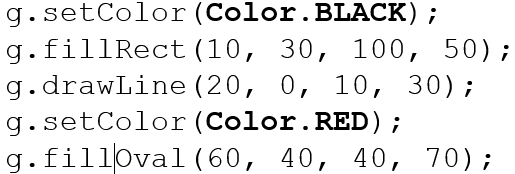 g.setColor(Color.BLACK);
g.fillRect(10, 30, 100, 50);
g.drawLine(20, 0, 10, 30);
g.setColor(Color.RED);
g.fillOval(60, 40, 40, 70);